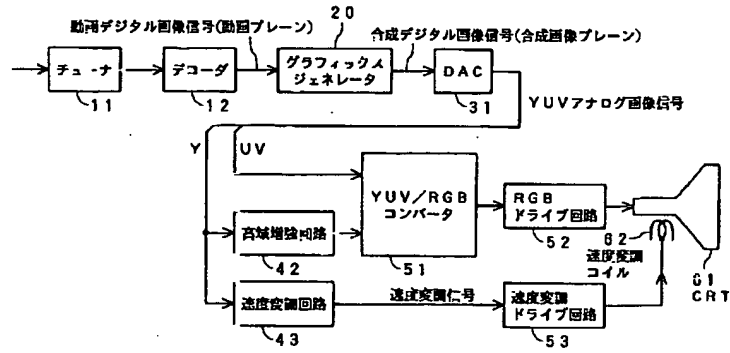 動画デジタル画像信号(動画プレーン)
20
合成デジタル画像信号(合成画像プレーン)
チューナ
デコーダ
グラフィックス
ジェネレータ
DAC
11
12
31
YUVアナログ画像信号
Y
UV
YUV/RGB
コンバータ
RGB
ドライブ回路
高域増強回路
62
速度変調
コイル
42
51
52
61
CRT
速度変調回路
速度変調信号
速度変調
ドライブ回路
43
53